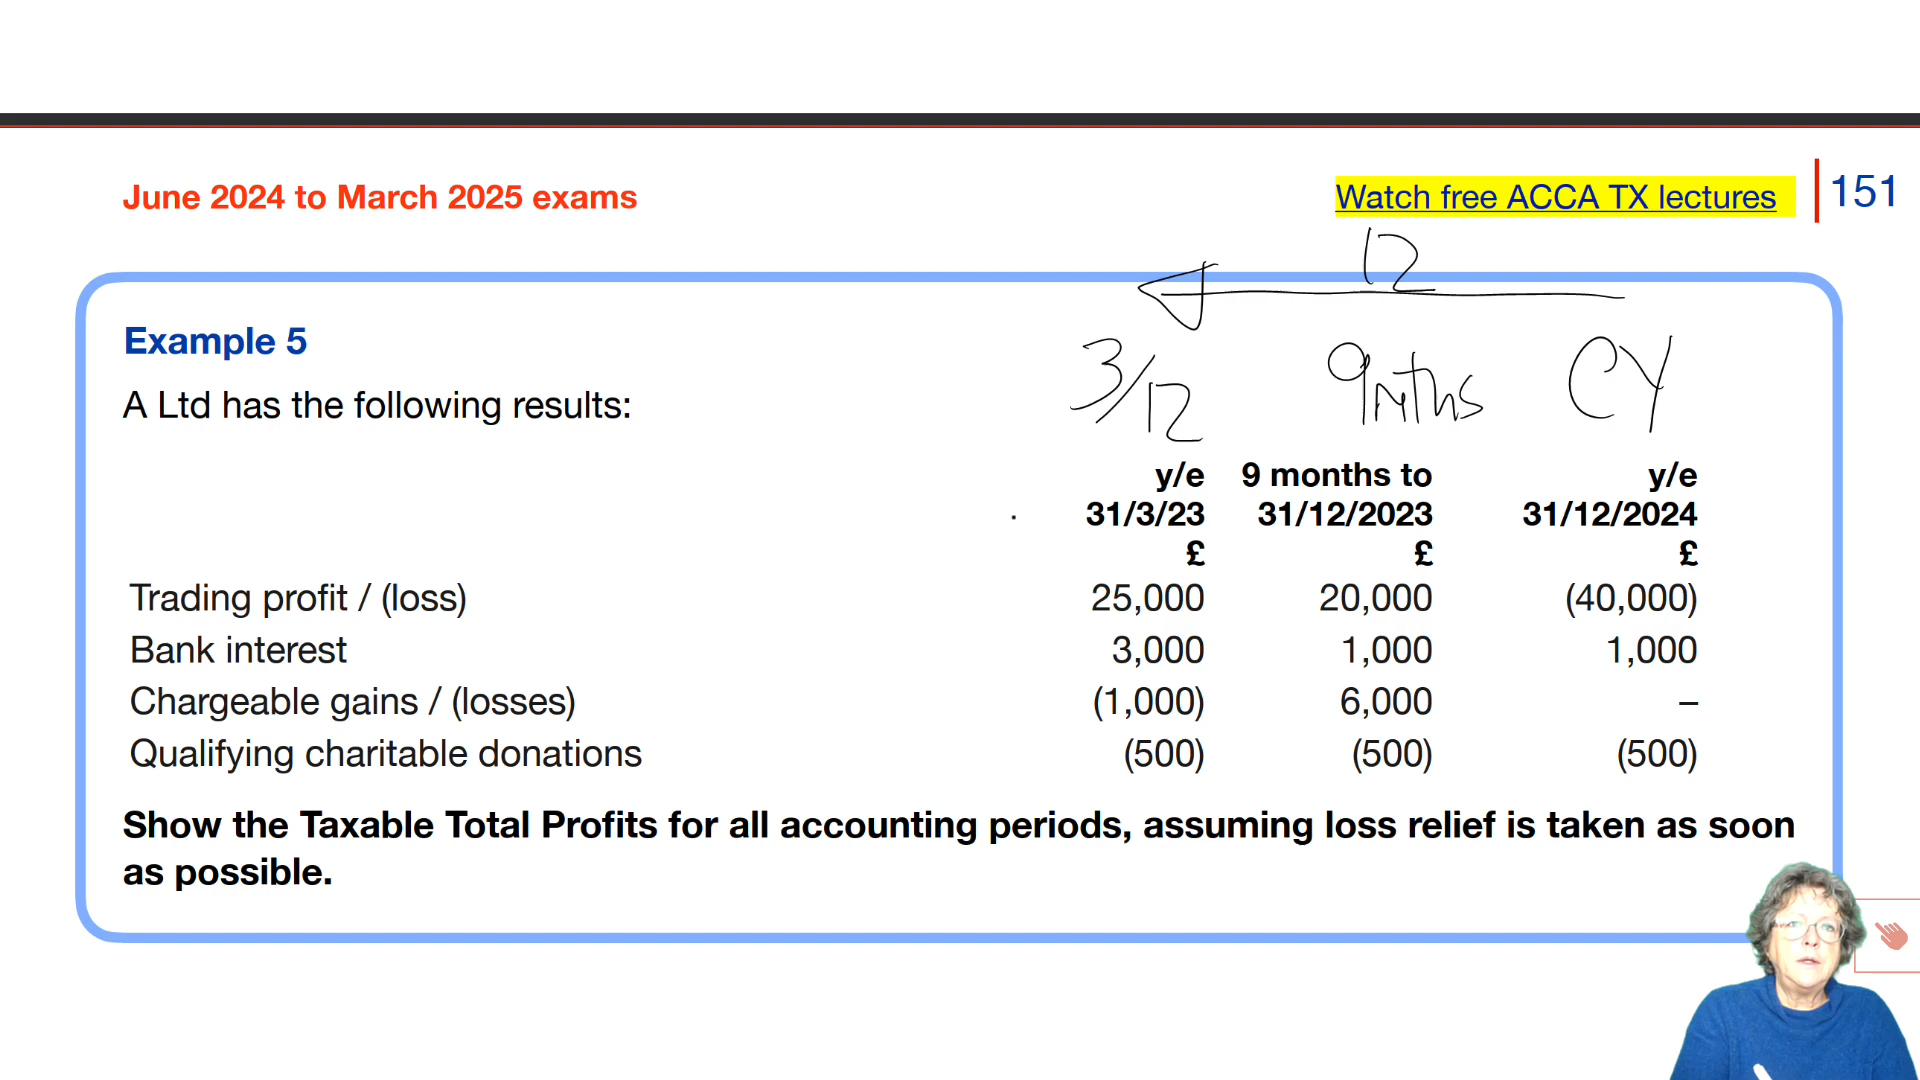 June 2024 to March 2025 exams
Watch free ACCA TX lectures
151
12
Example 5
3/12 9mths CY
A Ltd has the following results:
y/e 9 months to y/e
31/3/23 31/12/2023 31/12/2024
£ £ £
Trading profit / (loss) 25,000 20,000 (40,000)
Bank interest 3,000 1,000 1,000
Chargeable gains / (losses) (1,000) 6,000 –
Qualifying charitable donations (500) (500) (500)
Show the Taxable Total Profits for all accounting periods, assuming loss relief is taken as soon
as possible.